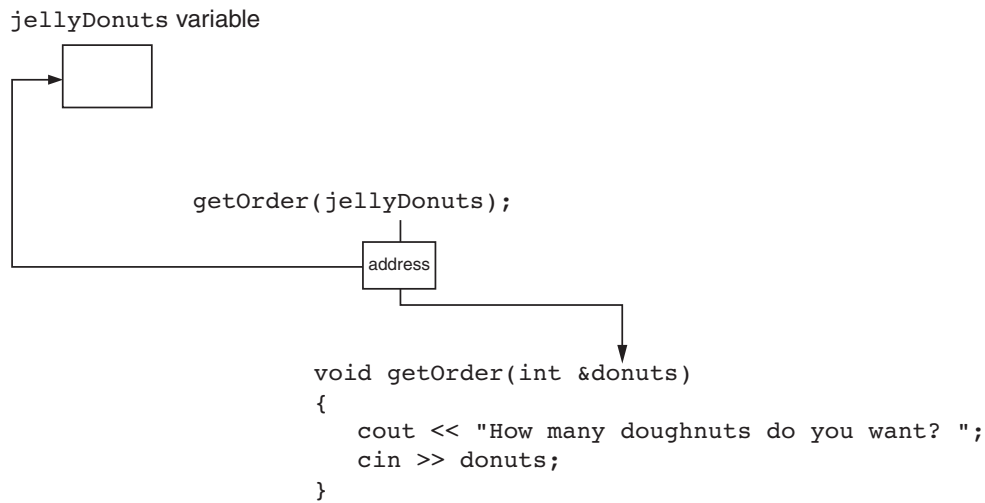 jellyDonuts variable
getOrder(jellyDonuts);
address
void getOrder(int &donuts)
{
cout << "How many doughnuts do you want? ";
cin >> donuts;
}